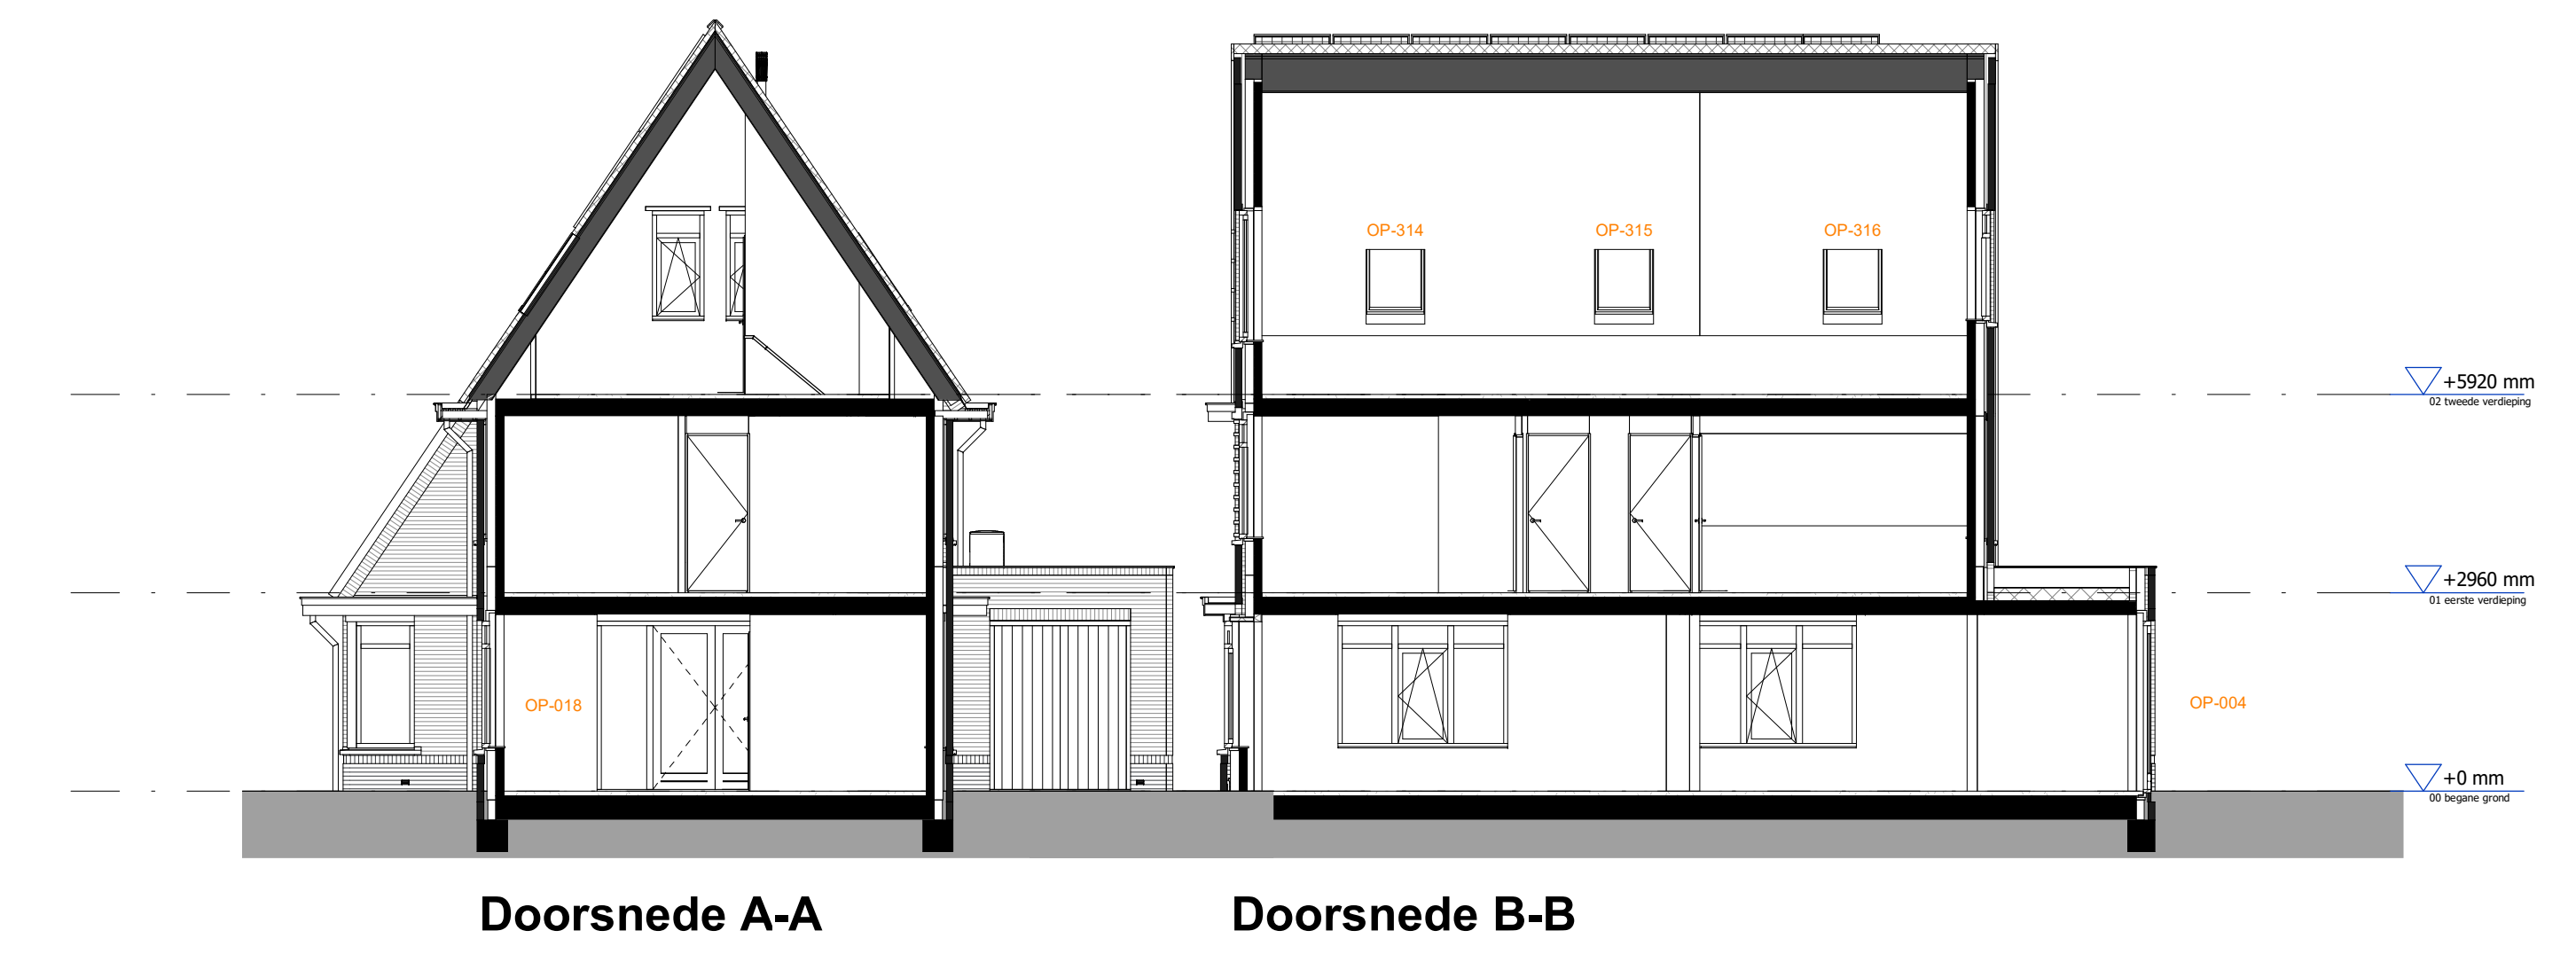 OP-314
OP-315
OP-316
+5920 mm
02 tweede verdieping
+2960 mm
01 eerste verdieping
OP-018
OP-004
+0 mm
00 begane grond
Doorsnede A-A
Doorsnede B-B